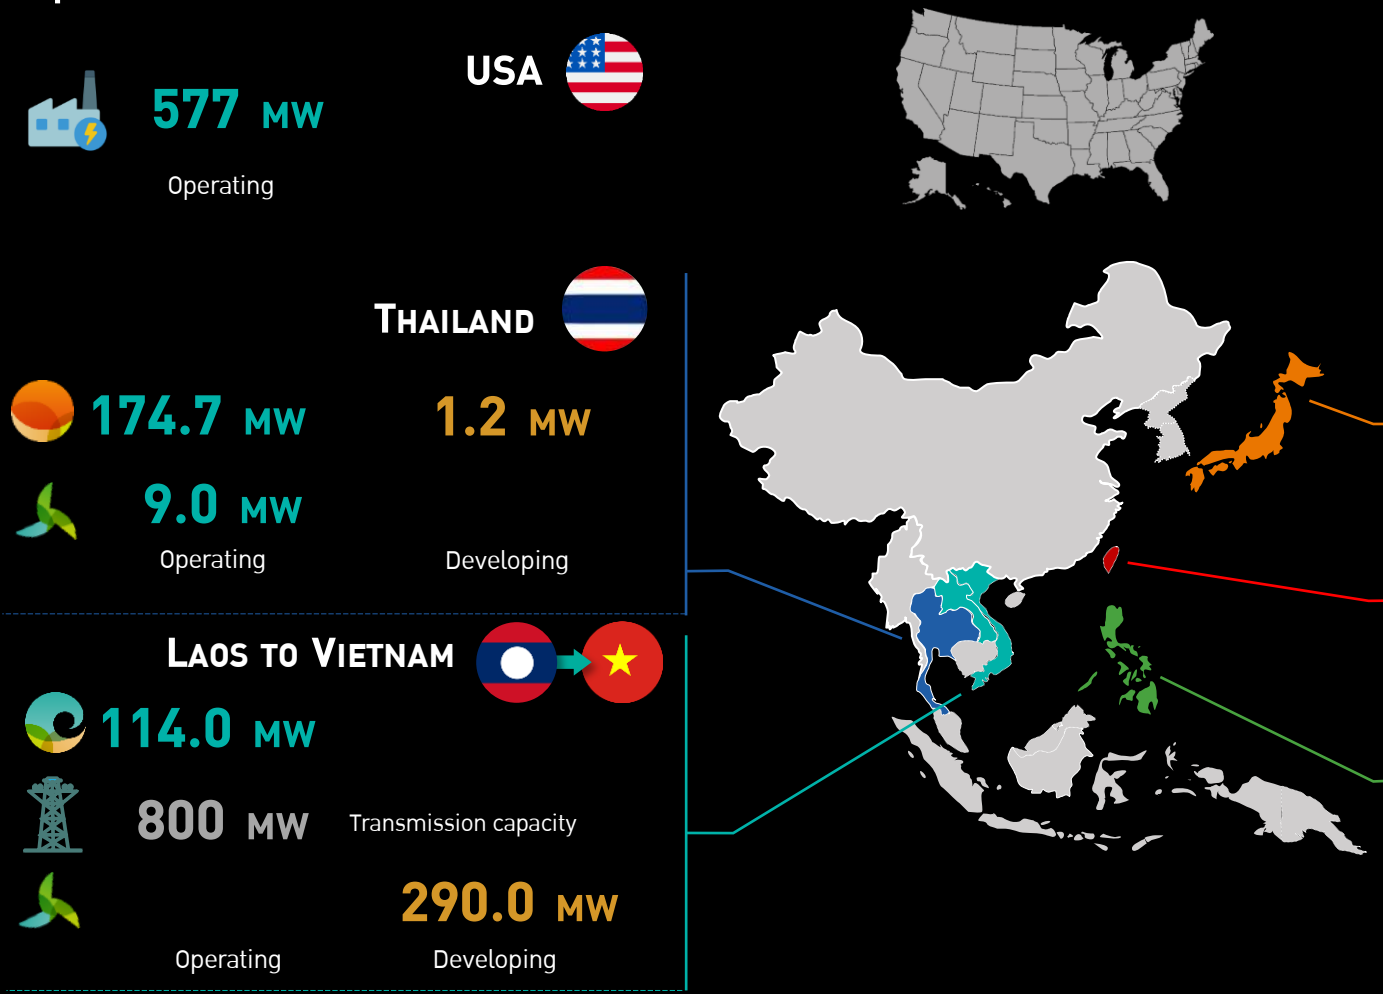 USA
577 MW
Operating
THAILAND
174.7 MW
1.2 MW
9.0 MW
Operating
Developing
LAOS TO VIETNAM
114.0 MW
800 MW
Transmission capacity
290.0 MW
Operating
Developing